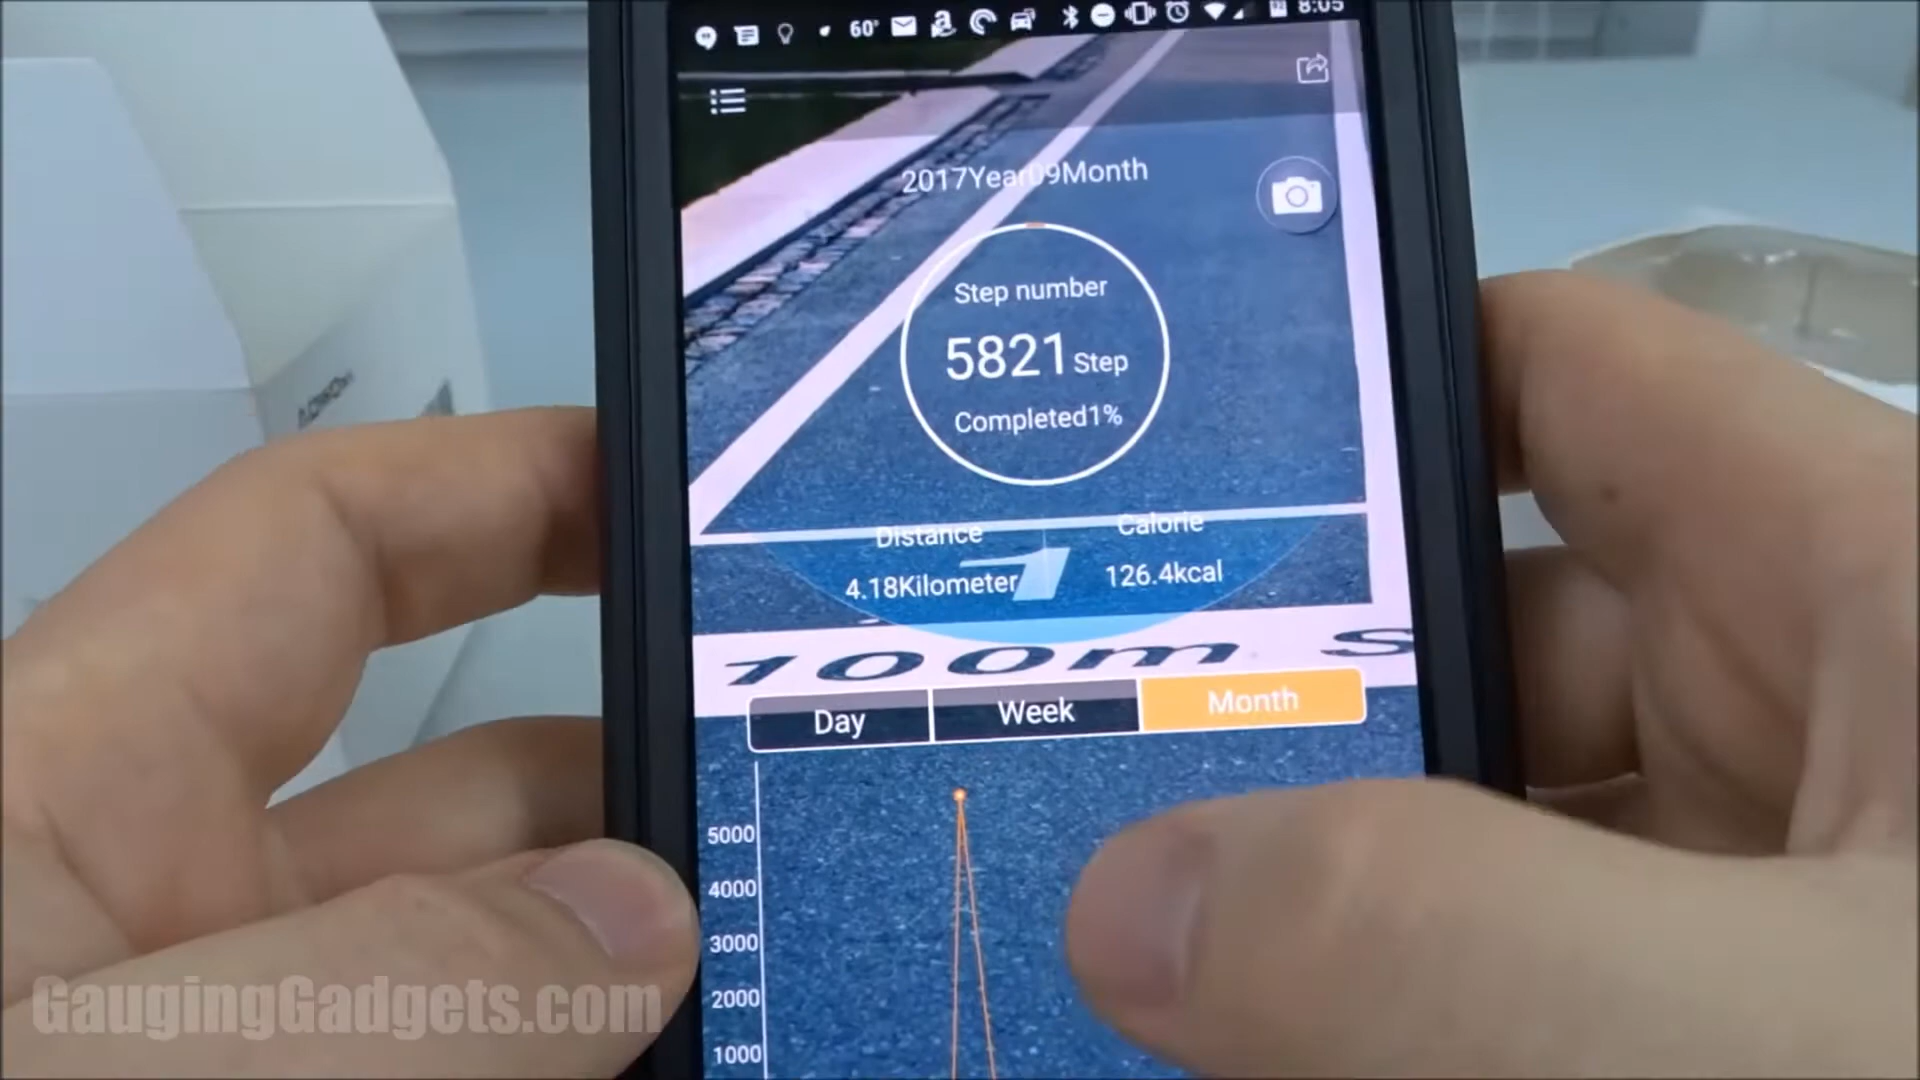 60°
8:05
2017Year09Month
Step number
5821 Step
Completed1%
Distance
Calorie
4.18Kilometer
126.4kcal
1
100m S
Day
Week
Month
5000
4000
3000
2000
1000
GaugingGadgets.com